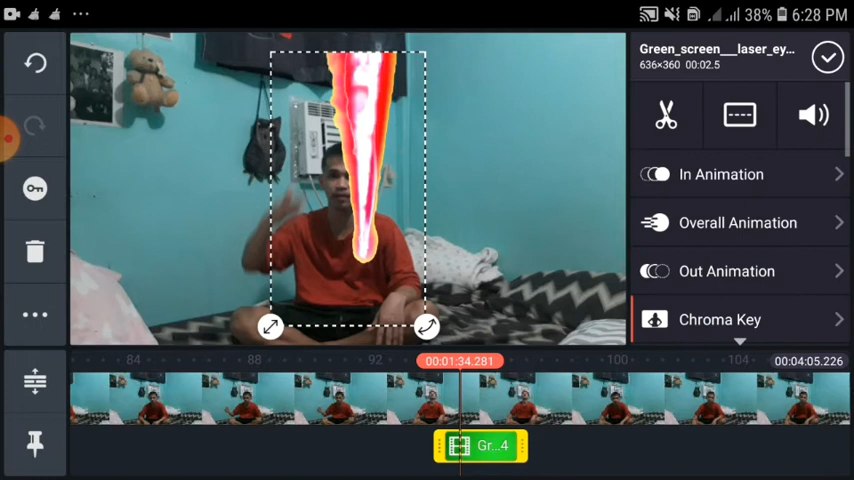 38% 6:28 PM
Green_screen__laser_ey...
636×360 00:02.5
In Animation
Overall Animation
Out Animation
Chroma Key
84 88 92 00:01:34.281 100 104 00:04:05.226
Gr...4